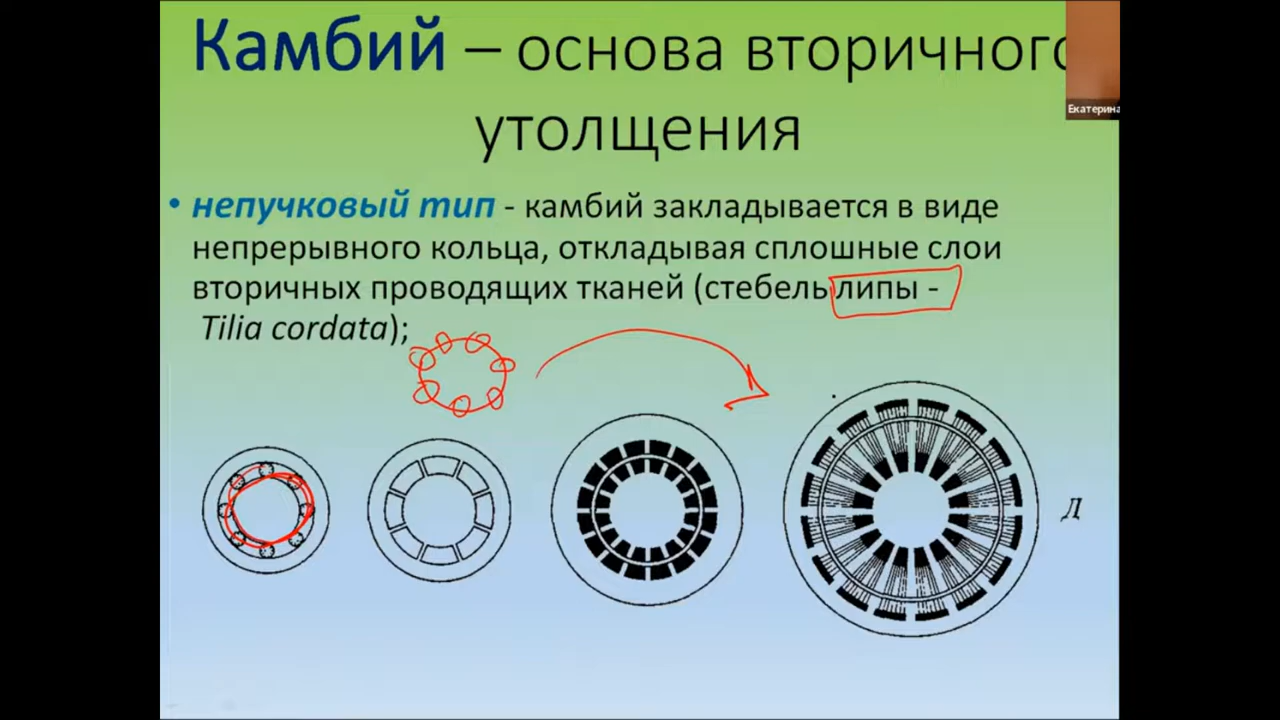 Камбий – основа вторичного
утолщения
Екатерина
• непучковый тип - камбий закладывается в виде
непрерывного кольца, откладывая сплошные слои
вторичных проводящих тканей (стебель липы -
Tilia cordata);
Д